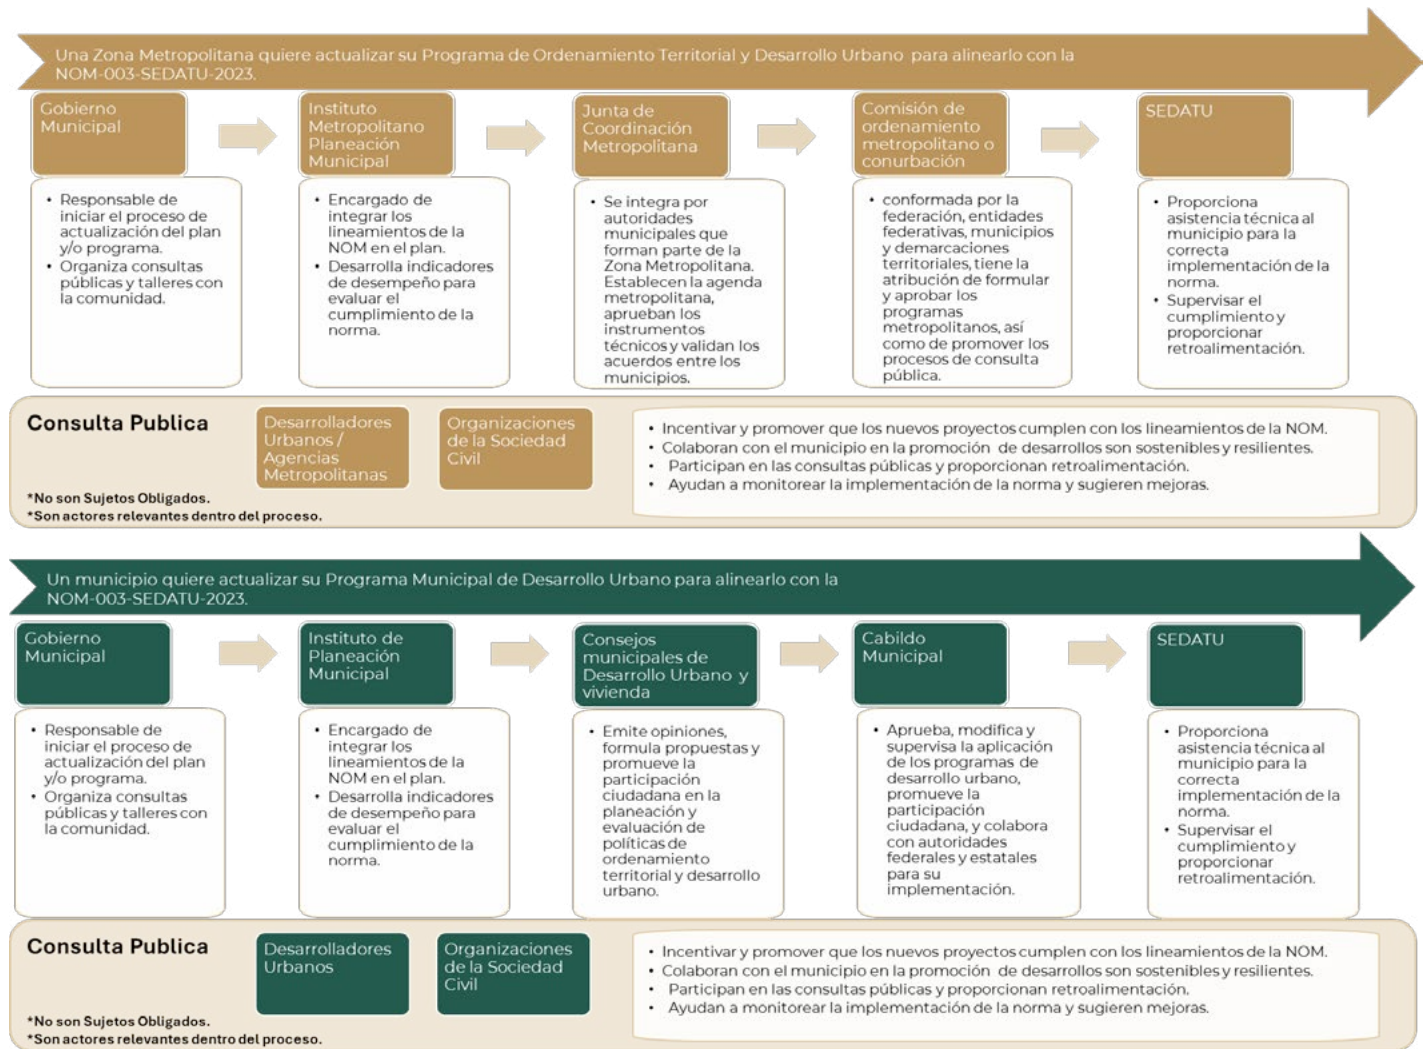 Una Zona Metropolitana quiere actualizar su Programa de Ordenamiento Territorial y Desarrollo Urbano para alinearlo con la
NOM-003-SEDATU-2023.
Gobierno
Municipal
• Responsable de
iniciar el proceso de
actualización del plan
y/o programa.
• Organiza consultas
públicas y talleres con
la comunidad.
Instituto
Metropolitano
Planeación
Municipal
• Encargado de
integrar los
lineamientos de la
NOM en el plan.
• Desarrolla indicadores
de desempeño para
evaluar el
cumplimiento de la
norma.
Junta de
Coordinación
Metropolitana
• Se integra por
autoridades
municipales que
forman parte de la
Zona Metropolitana.
Establecen la agenda
metropolitana,
aprueban los
instrumentos
técnicos y validan los
acuerdos entre los
municipios.
Comisión de
ordenamiento
metropolitano o
conurbación
• conformada por la
federación, entidades
federativas, municipios
y demarcaciones
territoriales, tiene la
atribución de formular
y aprobar los
programas
metropolitanos, así
como de promover los
procesos de consulta
pública.
SEDATU
• Proporciona
asistencia técnica al
municipio para la
correcta
implementación de la
norma.
• Supervisar el
cumplimiento y
proporcionar
retroalimentación.
Consulta Publica
*No son Sujetos Obligados.
*Son actores relevantes dentro del proceso.
Desarrolladores
Urbanos /
Agencias
Metropolitanas
Organizaciones
de la Sociedad
Civil
• Incentivar y promover que los nuevos proyectos cumplen con los lineamientos de la NOM.
• Colaboran con el municipio en la promoción de desarrollos son sostenibles y resilientes.
• Participan en las consultas públicas y proporcionan retroalimentación.
• Ayudan a monitorear la implementación de la norma y sugieren mejoras.
Un municipio quiere actualizar su Programa Municipal de Desarrollo Urbano para alinearlo con la
NOM-003-SEDATU-2023.
Gobierno
Municipal
• Responsable de
iniciar el proceso de
actualización del plan
y/o programa.
• Organiza consultas
públicas y talleres con
la comunidad.
Instituto de
Planeación
Municipal
• Encargado de
integrar los
lineamientos de la
NOM en el plan.
• Desarrolla indicadores
de desempeño para
evaluar el
cumplimiento de la
norma.
Consejos
municipales de
Desarrollo Urbano y
vivienda
• Emite opiniones,
formula propuestas y
promueve la
participación
ciudadana en la
planeación y
evaluación de
políticas de
ordenamiento
territorial y desarrollo
urbano.
Cabildo
Municipal
• Aprueba, modifica y
supervisa la aplicación
de los programas de
desarrollo urbano,
promueve la
participación
ciudadana, y colabora
con autoridades
federales y estatales
para su
implementación.
SEDATU
• Proporciona
asistencia técnica al
municipio para la
correcta
implementación de la
norma.
• Supervisar el
cumplimiento y
proporcionar
retroalimentación.
Consulta Publica
*No son Sujetos Obligados.
*Son actores relevantes dentro del proceso.
Desarrolladores
Urbanos
Organizaciones
de la Sociedad
Civil
• Incentivar y promover que los nuevos proyectos cumplen con los lineamientos de la NOM.
• Colaboran con el municipio en la promoción de desarrollos son sostenibles y resilientes.
• Participan en las consultas públicas y proporcionan retroalimentación.
• Ayudan a monitorear la implementación de la norma y sugieren mejoras.